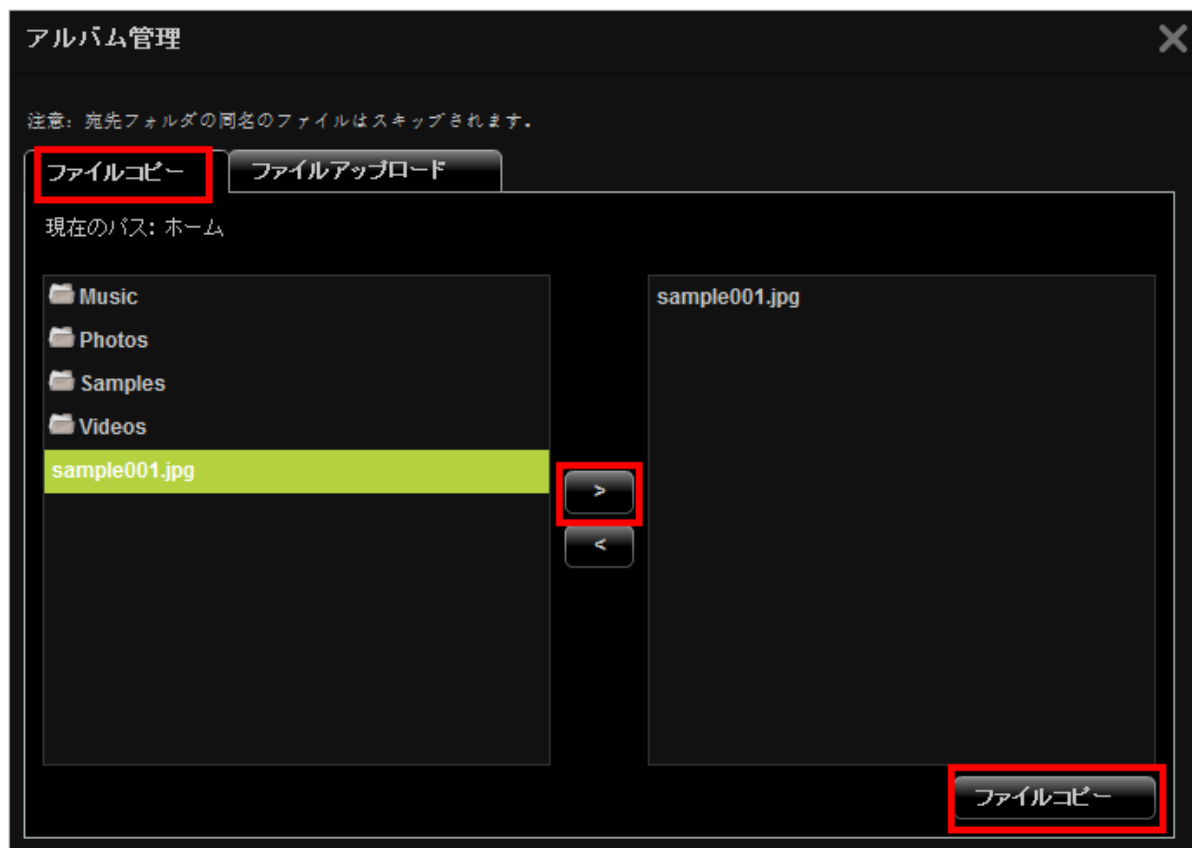 アルバム管理
注意: 宛先フォルダの同名のファイルはスキップされます.
ファイルコピー ファイルアップロード
現在のパス: ホーム
Music
Photos
Samples
Videos
sample001.jpg
>
<
sample001.jpg
ファイルコピー